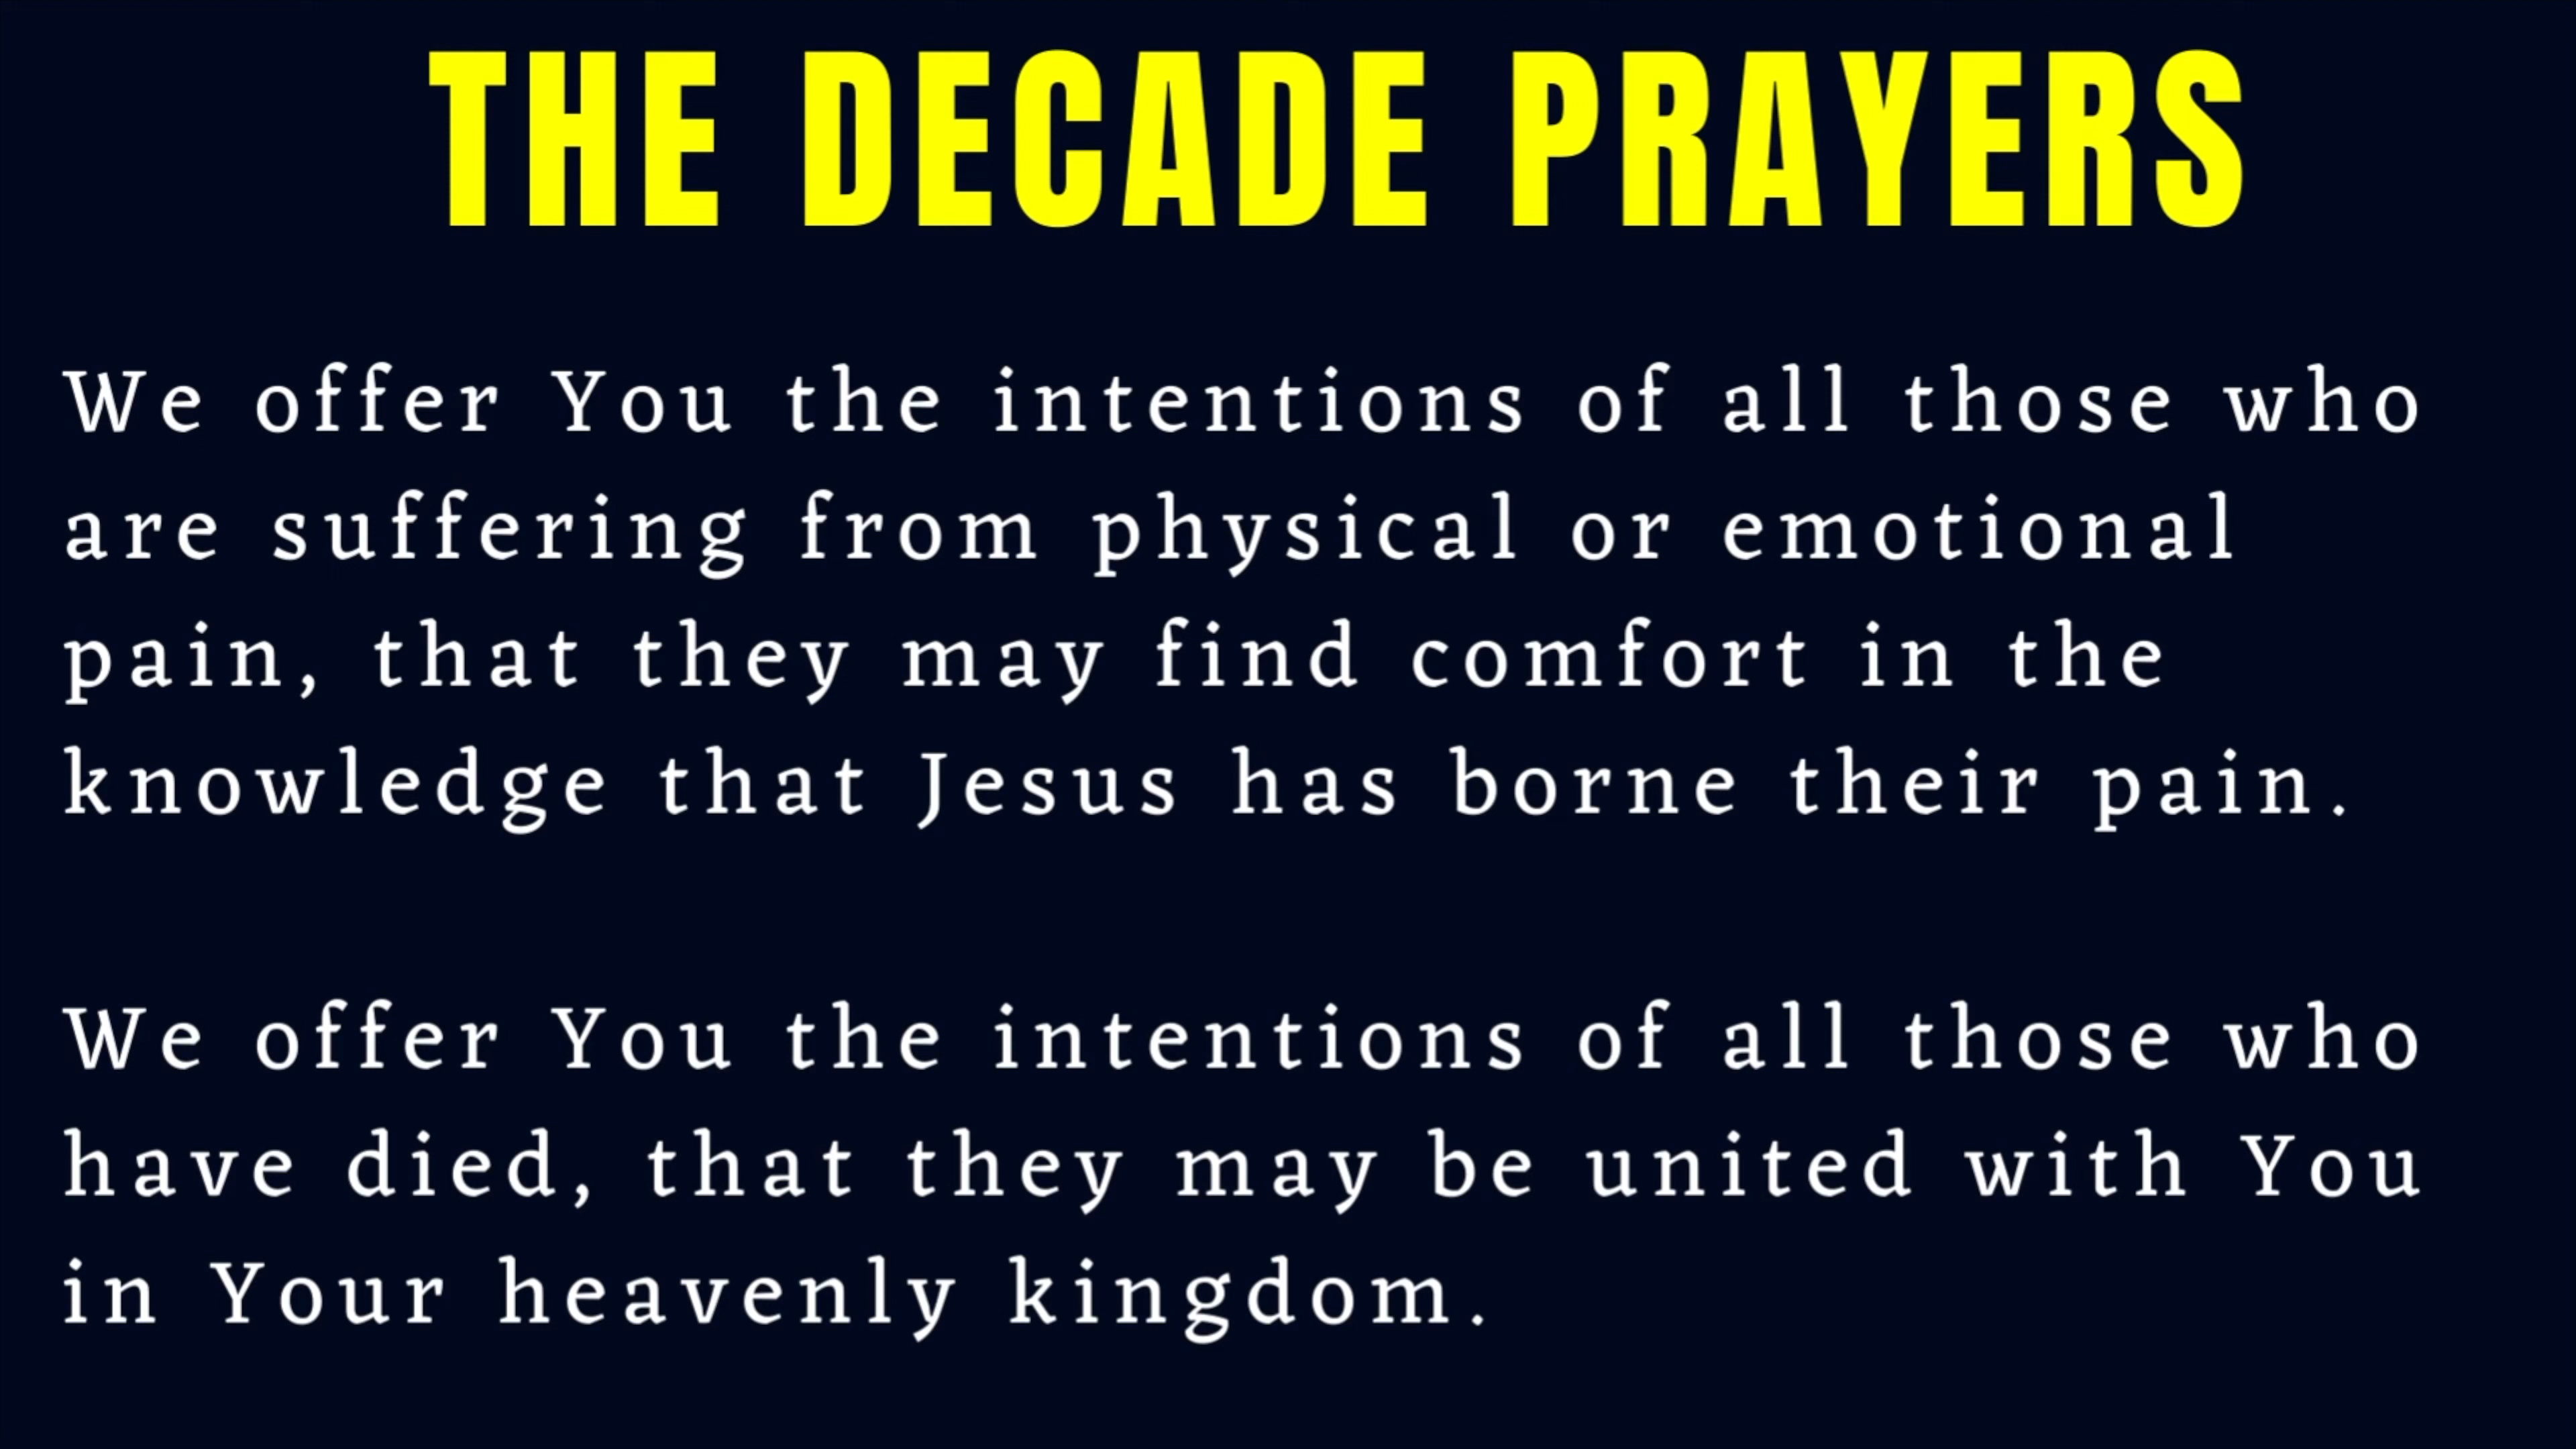 THE DECADE PRAYERS
We offer You the intentions of all those who
are suffering from physical or emotional
pain, that they may find comfort in the
knowledge that Jesus has borne their pain.
We offer You the intentions of all those who
have died, that they may be united with You
in Your heavenly kingdom.